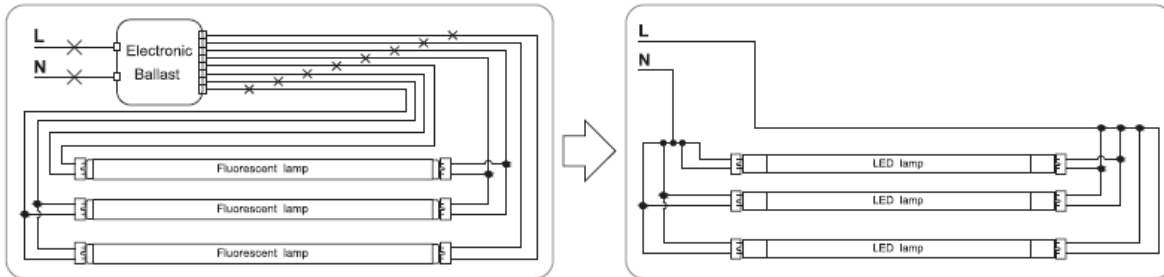 L
N
Electronic
Ballast
Fluorescent lamp
Fluorescent lamp
Fluorescent lamp
L
N
LED lamp
LED lamp
LED lamp